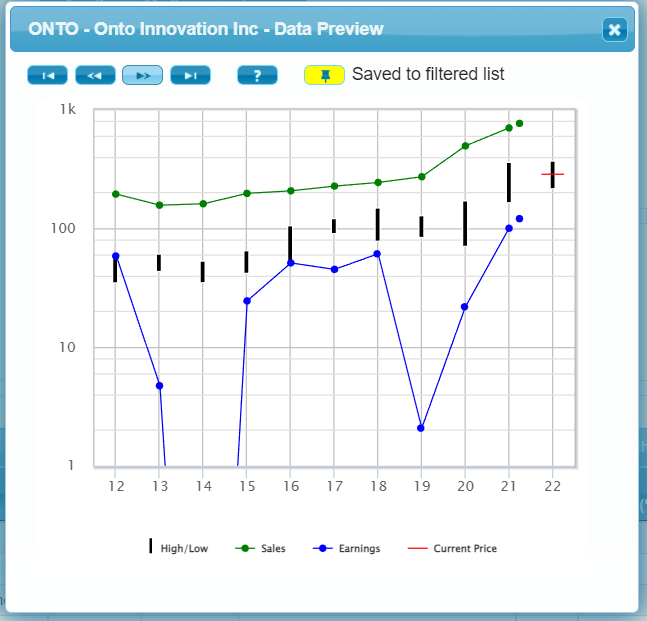 ONTO - Onto Innovation Inc - Data Preview
? Saved to filtered list
1k
100
10
1
12 13 14 15 16 17 18 19 20 21 22
High/Low Sales Earnings Current Price